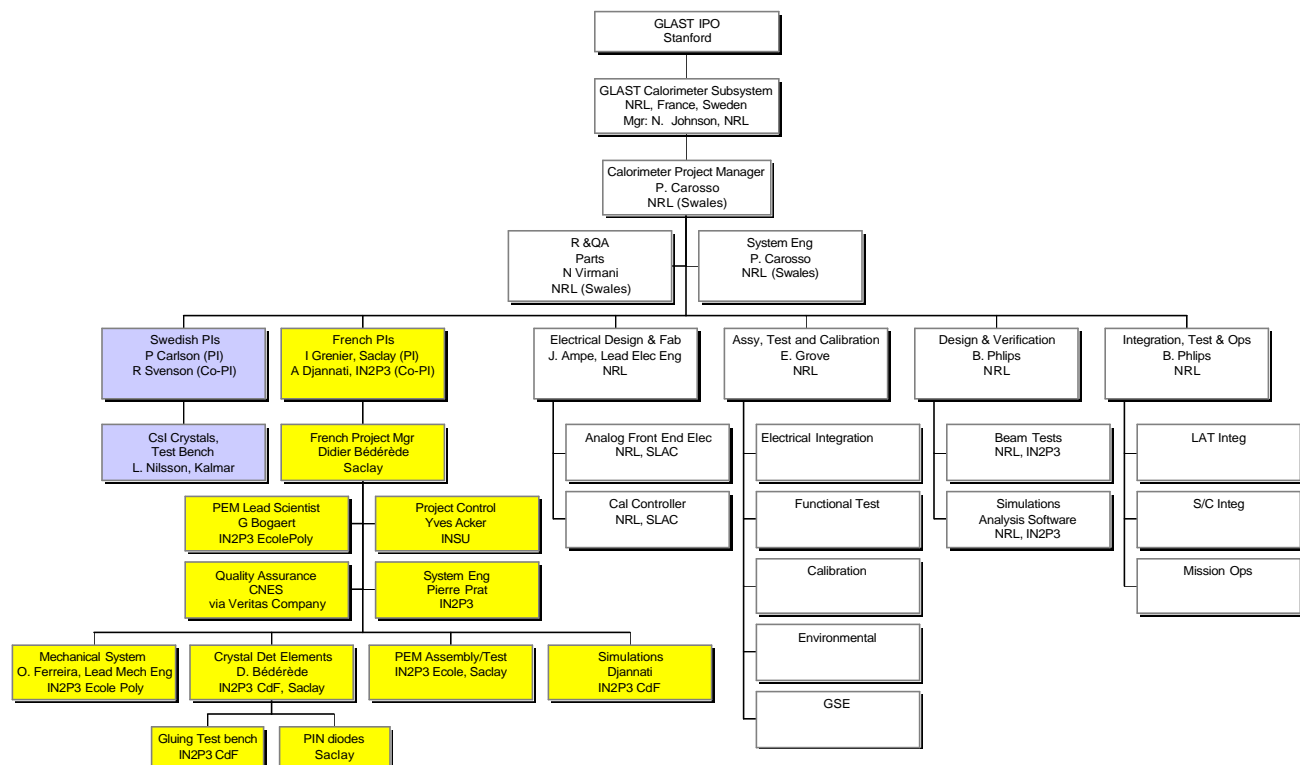 GLAST IPO
Stanford
GLAST Calorimeter Subsystem
NRL, France, Sweden
Mgr: N. Johnson, NRL
Calorimeter Project Manager
P. Carosso
NRL (Swales)
R &QA
Parts
N Virmani
NRL (Swales)
System Eng
P. Carosso
NRL (Swales)
Swedish PIs
P Carlson (PI)
R Svenson (Co-PI)
French PIs
I Grenier, Saclay (PI)
A Djannati, IN2P3 (Co-PI)
Electrical Design & Fab
J. Ampe, Lead Elec Eng
NRL
Assy, Test and Calibration
E. Grove
NRL
Design & Verification
B. Phlips
NRL
Integration, Test & Ops
B. Phlips
NRL
CsI Crystals,
Test Bench
L. Nilsson, Kalmar
French Project Mgr
Didier Bédérède
Saclay
Analog Front End Elec
NRL, SLAC
Electrical Integration
Beam Tests
NRL, IN2P3
LAT Integ
PEM Lead Scientist
G Bogaert
IN2P3 EcolePoly
Project Control
Yves Acker
INSU
Cal Controller
NRL, SLAC
Functional Test
Simulations
Analysis Software
NRL, IN2P3
S/C Integ
Quality Assurance
CNES
via Veritas Company
System Eng
Pierre Prat
IN2P3
Calibration
Mission Ops
Mechanical System
O. Ferreira, Lead Mech Eng
IN2P3 Ecole Poly
Crystal Det Elements
D. Bédérède
IN2P3 CdF, Saclay
PEM Assembly/Test
IN2P3 Ecole, Saclay
Simulations
Djannati
IN2P3 CdF
Environmental
GSE
Gluing Test bench
IN2P3 CdF
PIN diodes
Saclay